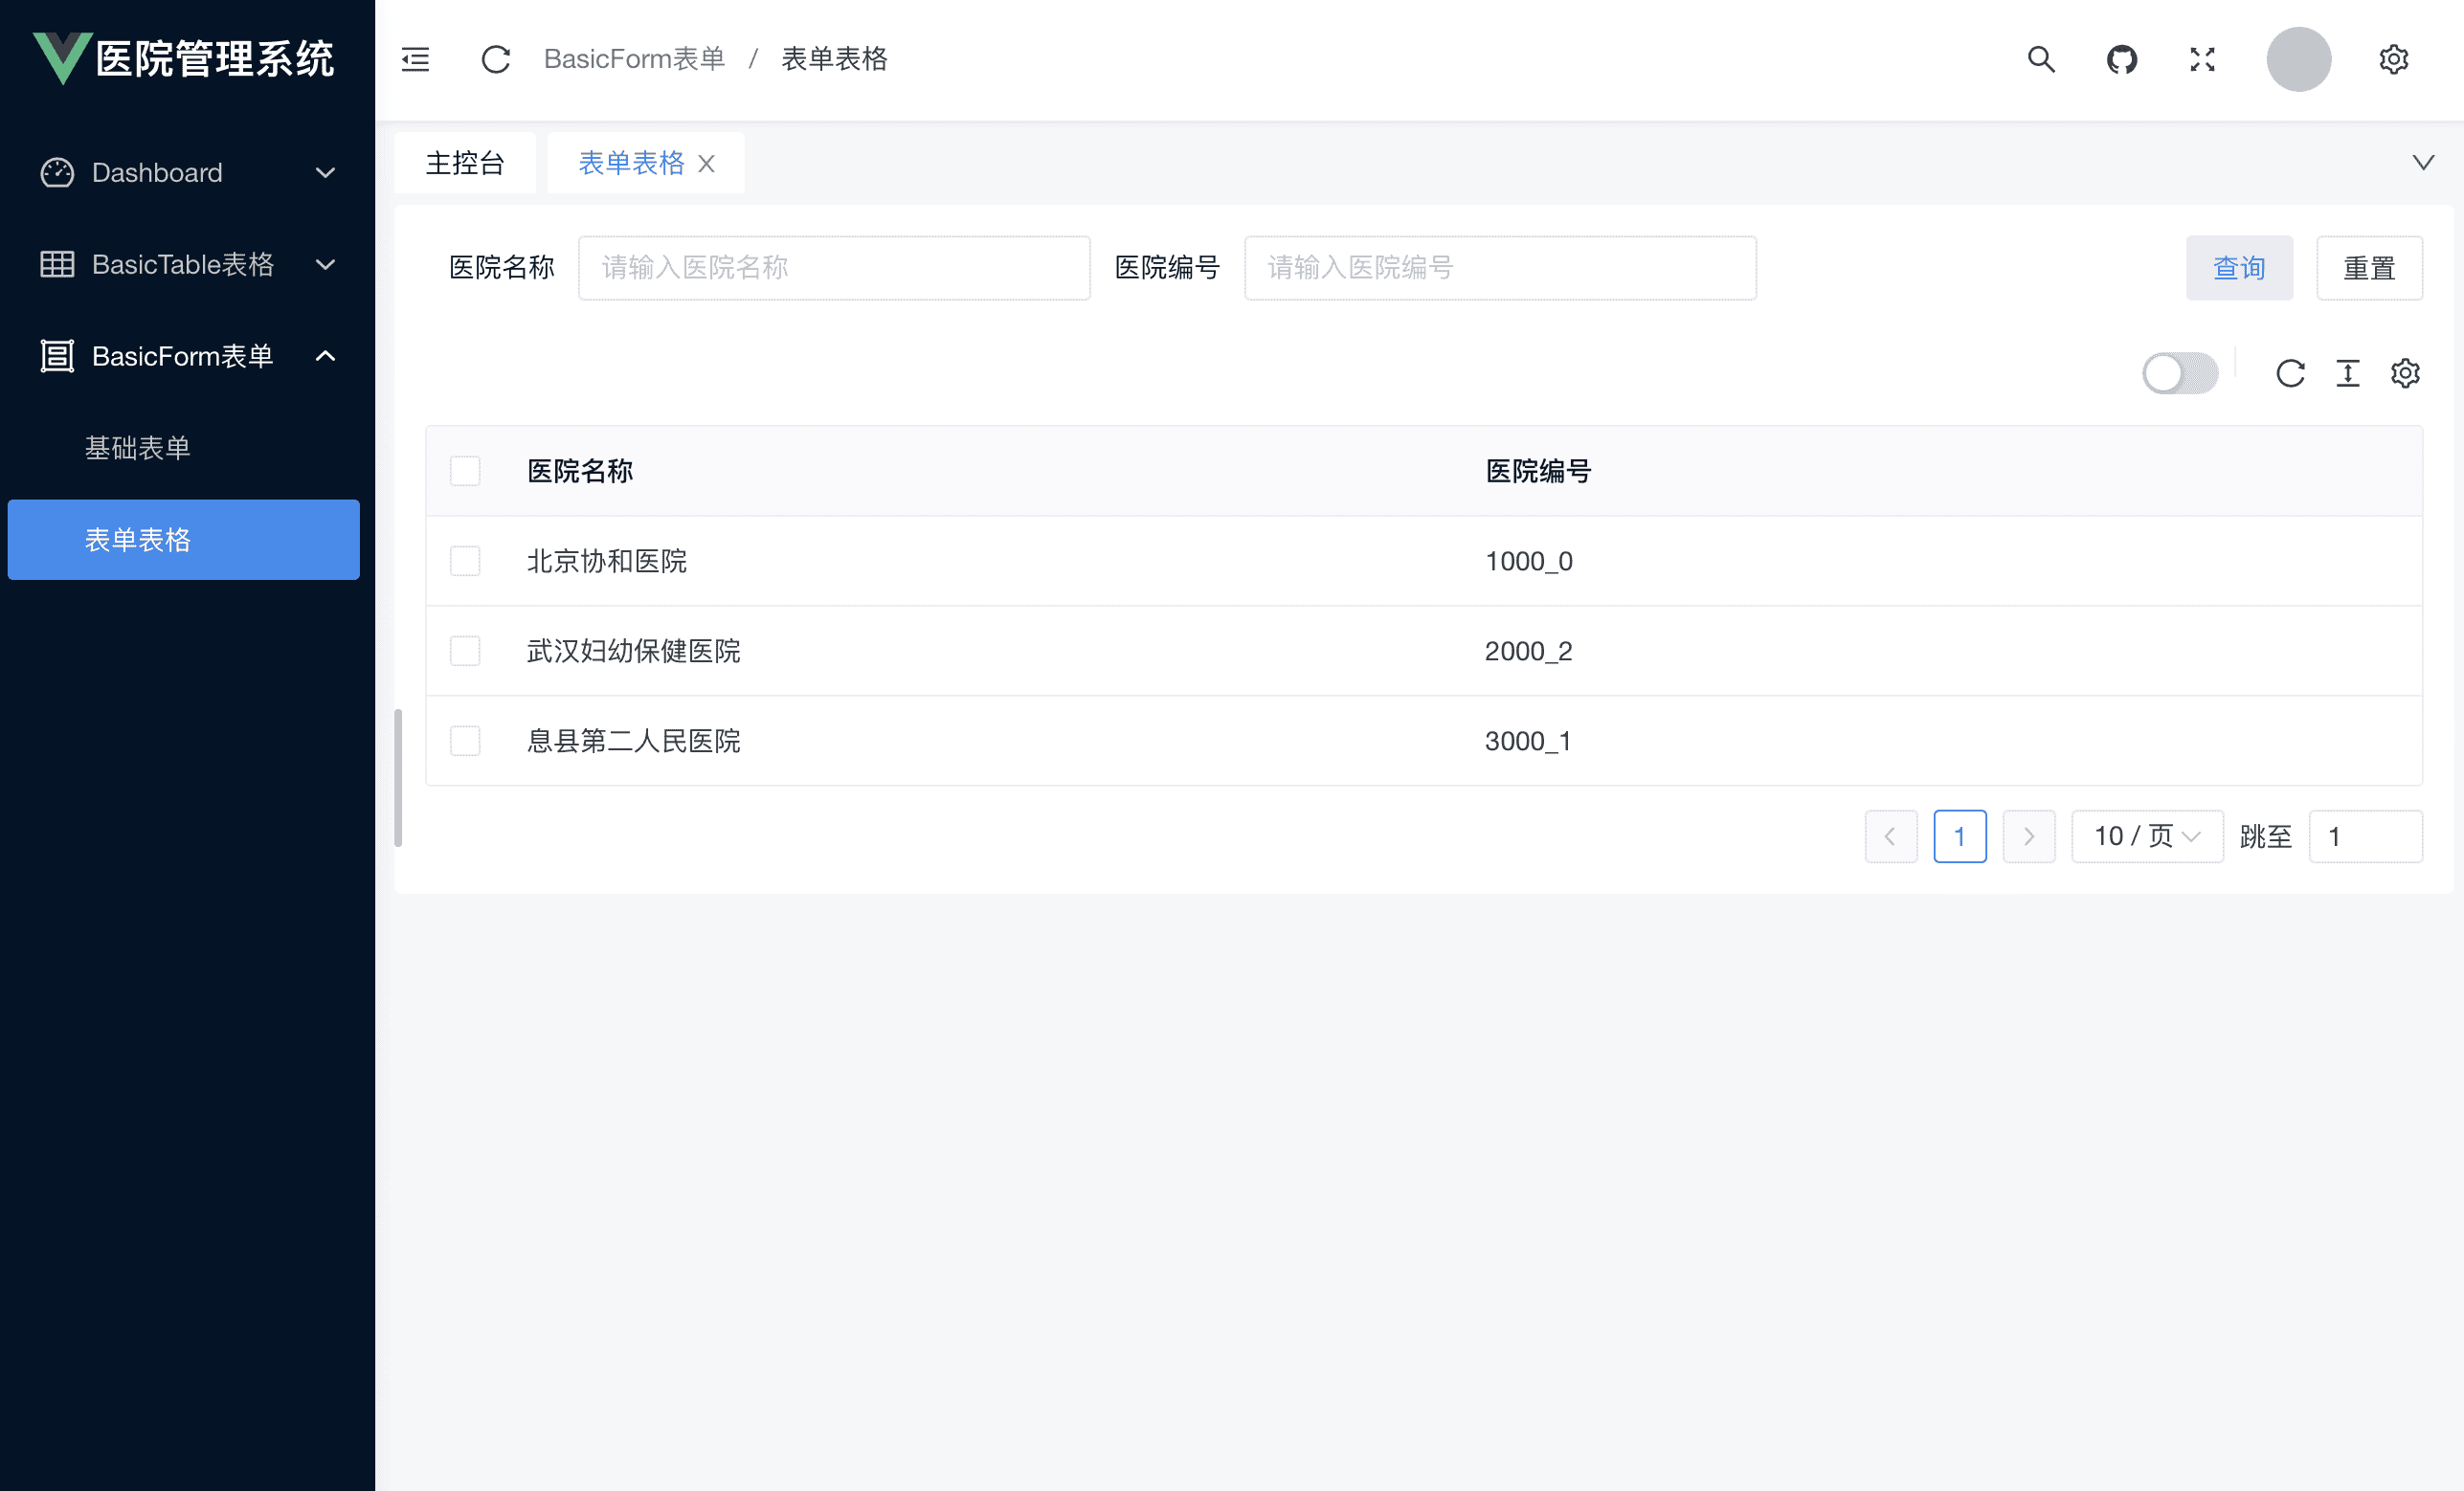 医院管理系统
BasicForm表单 / 表单表格
Dashboard
BasicTable表格
BasicForm表单
基础表单
表单表格
主控台 表单表格
医院名称 请输入医院名称 医院编号 请输入医院编号 查询 重置
医院名称 医院编号
北京协和医院 1000_0
武汉妇幼保健医院 2000_2
息县第二人民医院 3000_1
1 10 / 页 跳至 1